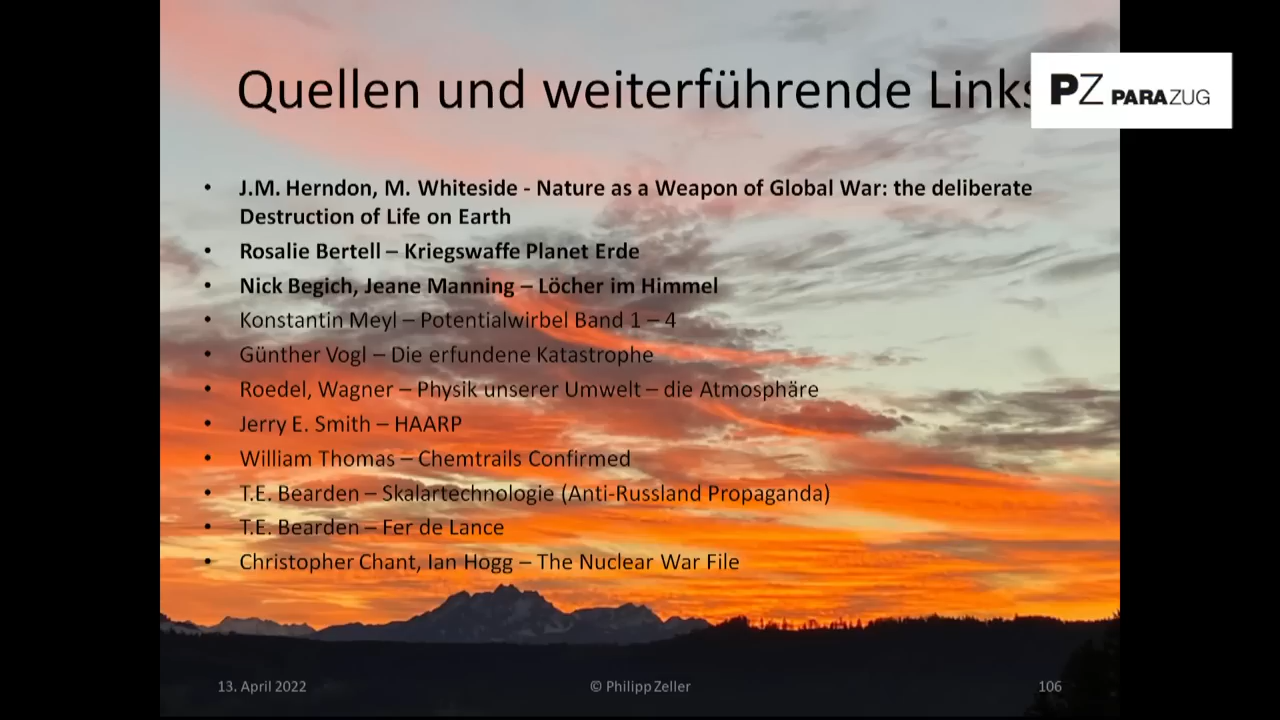 Quellen und weiterführende Links
PZ PARAZUG
• J.M. Herndon, M. Whiteside - Nature as a Weapon of Global War: the deliberate
Destruction of Life on Earth
• Rosalie Bertell – Kriegswaffe Planet Erde
• Nick Begich, Jeane Manning – Löcher im Himmel
• Konstantin Meyl – Potentialwirbel Band 1 – 4
• Günther Vogl – Die erfundene Katastrophe
• Roedel, Wagner – Physik unserer Umwelt – die Atmosphäre
• Jerry E. Smith – HAARP
• William Thomas – Chemtrails Confirmed
• T.E. Bearden – Skalartechnologie (Anti-Russland Propaganda)
• T.E. Bearden – Fer de Lance
• Christopher Chant, Ian Hogg – The Nuclear War File
13. April 2022
© Philipp Zeller
106